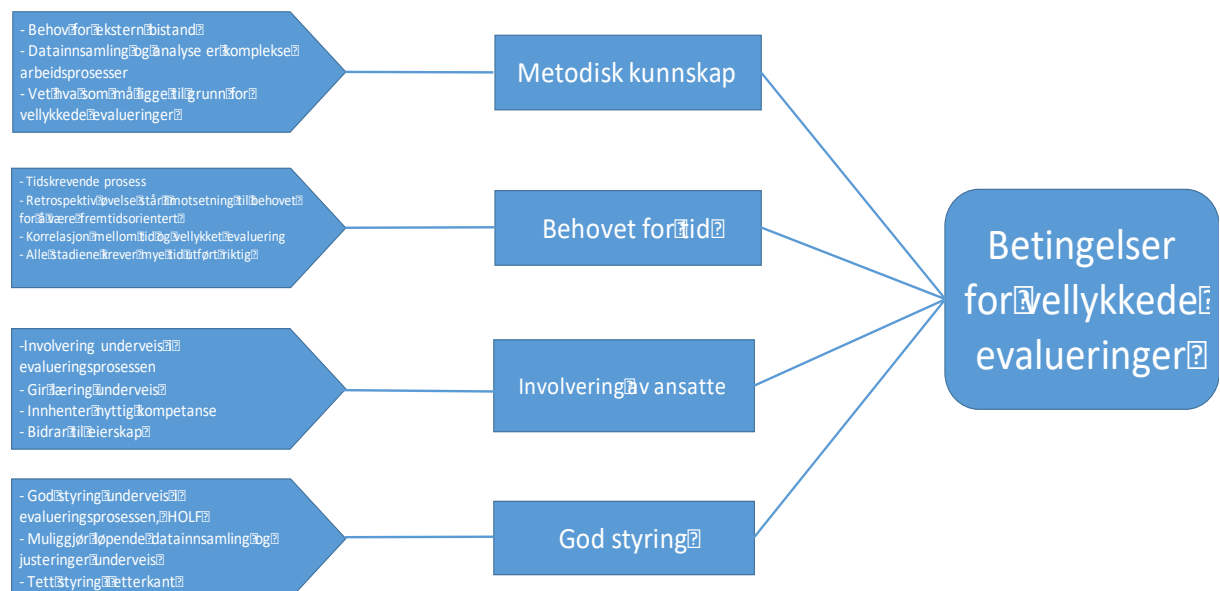 - Behov for ekstern bistand
- Datainnsamling og analyse er komplekse
arbeidsprosesser
- Vet hva som må ligge til grunn for
vellykkede evalueringer
Metodisk kunnskap
- Tidskrevende prosess
- Retrospektiv øvelse står i motsetning til behovet
for å være fremtidsorientert
- Korrelasjon mellom tid og vellykket evaluering
- Alle stadiene krever mye tid utført riktig
Behovet for tid
-Involvering underveis i
evalueringsprosessen
- Gir læring underveis
- Innhenter nyttig kompetanse
- Bidrar til eierskap
Involvering av ansatte
- God styring underveis i
evalueringsprosessen, HOLF
- Muliggjør løpende datainnsamling og
justeringer underveis
- Tett styring i etterkant
God styring
Betingelser
for vellykkede
evalueringer